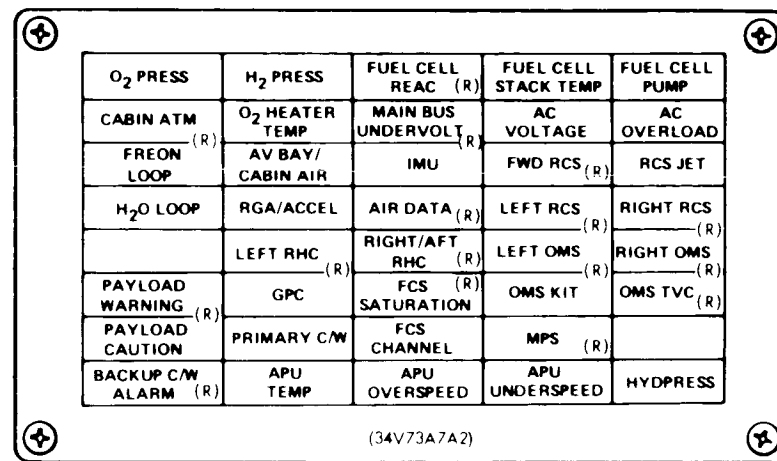 O2 PRESS H2 PRESS FUEL CELL REAC (R) FUEL CELL STACK TEMP FUEL CELL PUMP
CABIN ATM (R) O2 HEATER TEMP MAIN BUS UNDERVOLT (R) AC VOLTAGE AC OVERLOAD
FREON LOOP AV BAY/ CABIN AIR IMU FWD RCS (R) RCS JET
H2O LOOP RGA/ACCEL AIR DATA (R) LEFT RCS (R) RIGHT RCS (R)
LEFT RHC (R) RIGHT/AFT RHC (R) LEFT OMS (R) RIGHT OMS (R)
PAYLOAD WARNING (R) GPC FCS (R) SATURATION OMS KIT OMS TVC (R)
PAYLOAD CAUTION PRIMARY C/W FCS CHANNEL MPS (R)
BACKUP C/W ALARM (R) APU TEMP APU OVERSPEED APU UNDERSPEED HYDPRESS
(34V73A7A2)